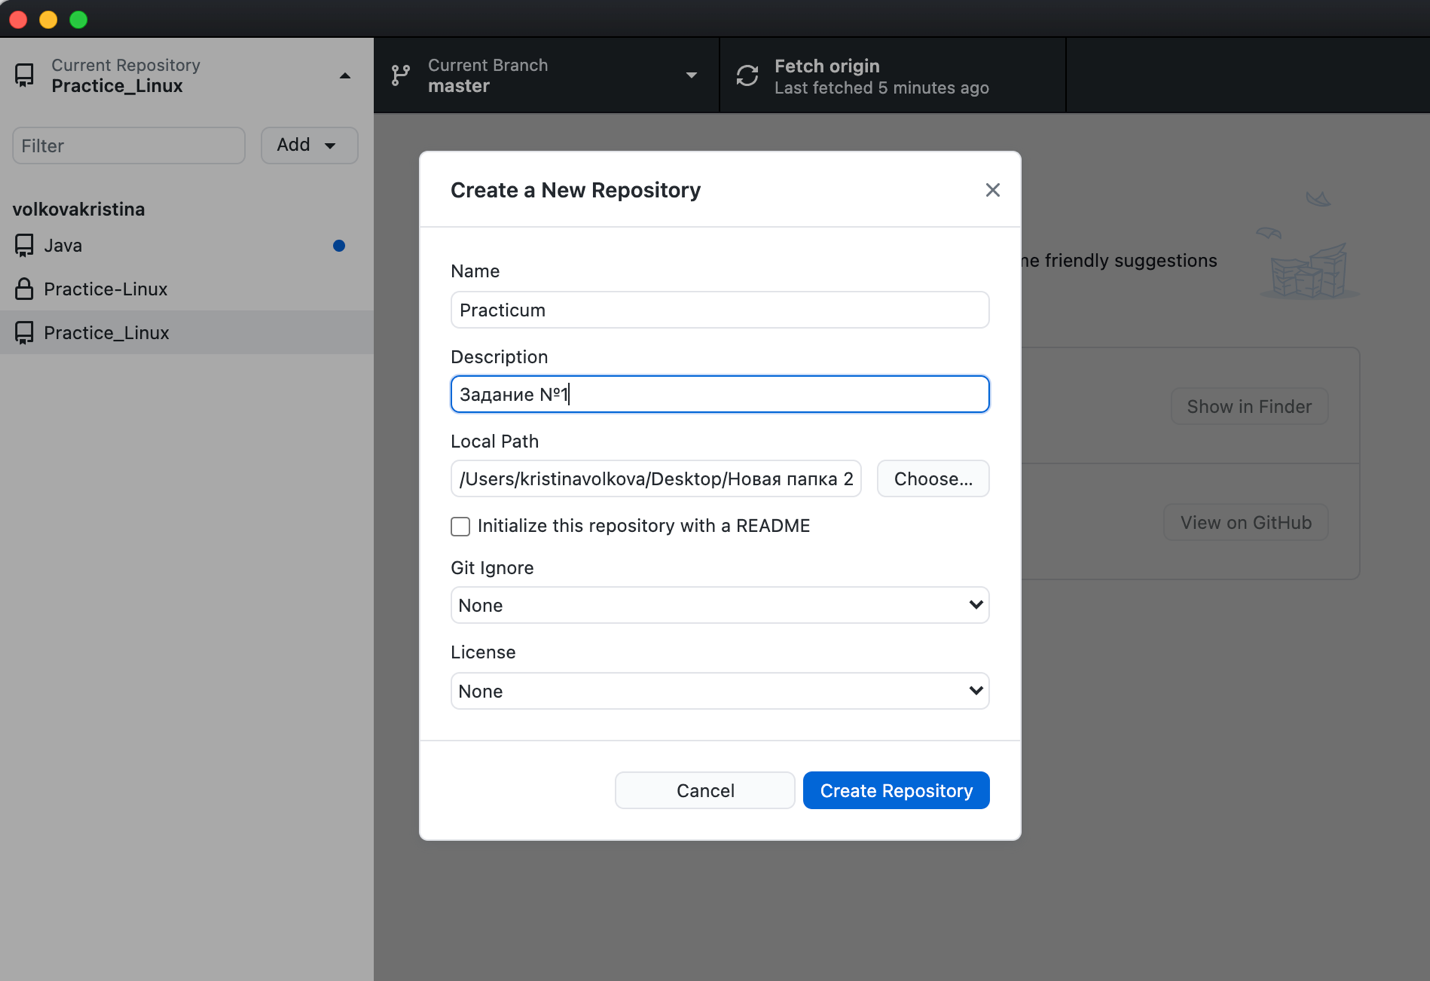 Current Repository
Practice_Linux
Current Branch
master
Fetch origin
Last fetched 5 minutes ago
Filter
Add
volkovakristina
Java
Practice-Linux
Practice_Linux
Create a New Repository
Name
Practicum
Description
Задание №1
Local Path
/Users/kristinavolkova/Desktop/Новая папка 2
Choose...
Initialize this repository with a README
Git Ignore
None
License
None
Cancel
Create Repository
friendly suggestions
Show in Finder
View on GitHub